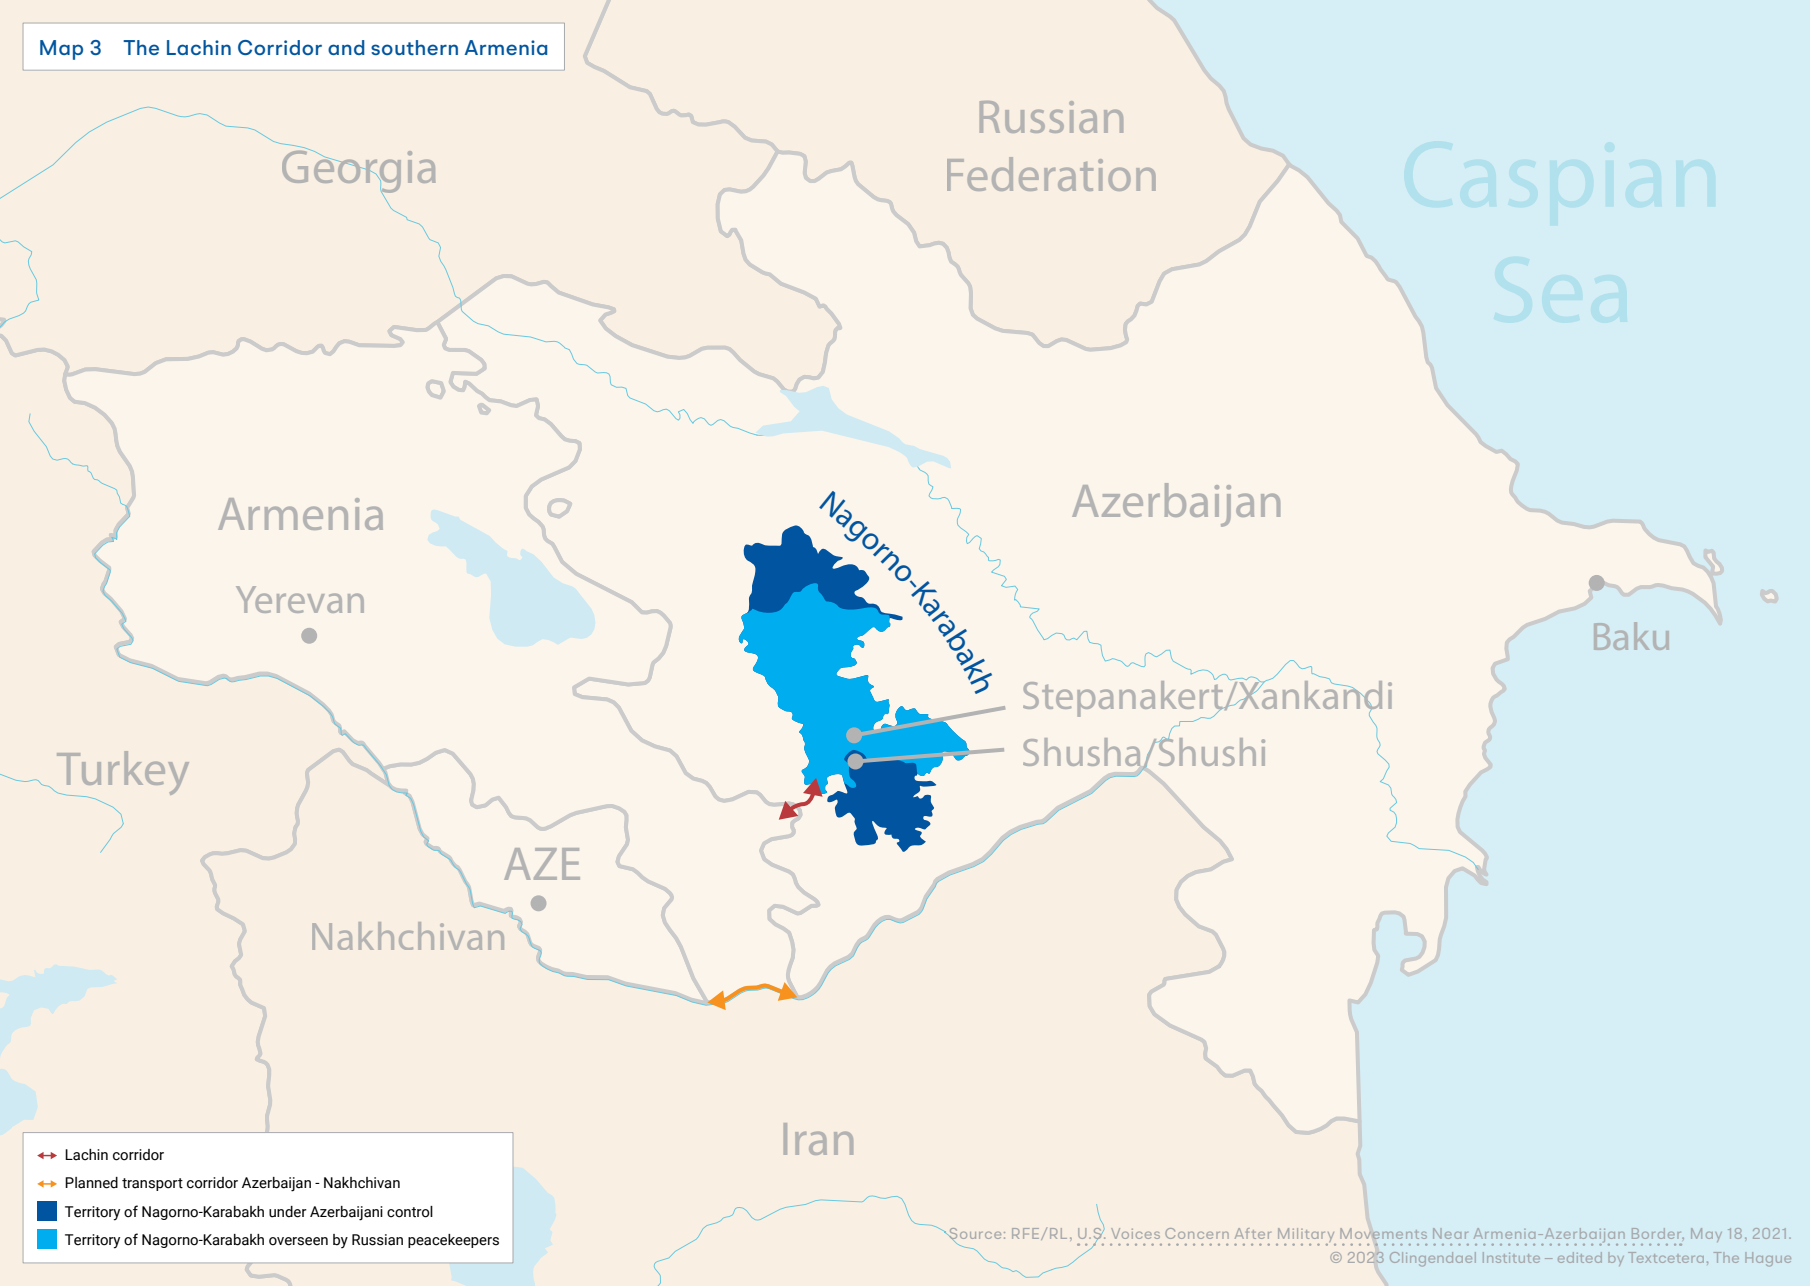 Map 3 The Lachin Corridor and southern Armenia
Russian
Federation
Georgia
Caspian
Sea
Armenia
Yerevan
Nagorno-Karabakh
Azerbaijan
Baku
Stepanakert/Xankandi
Shusha/Shushi
Turkey
AZE
Nakhchivan
Iran
Lachin corridor
Planned transport corridor Azerbaijan - Nakhchivan
Territory of Nagorno-Karabakh under Azerbaijani control
Territory of Nagorno-Karabakh overseen by Russian peacekeepers
Source: RFE/RL, U.S. Voices Concern After Military Movements Near Armenia-Azerbaijan Border, May 18, 2021.
© 2023 Clingendael Institute – edited by Textcetera, The Hague